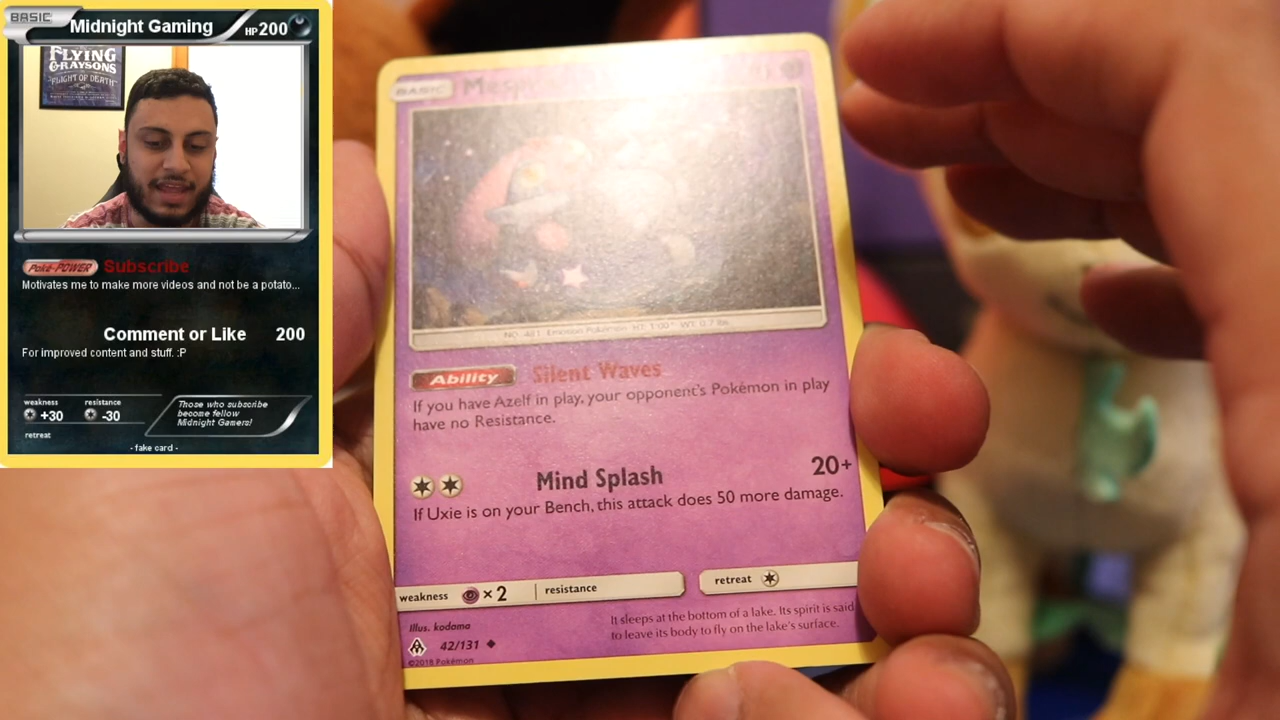 BASIC
Midnight Gaming
HP200
FLYING
GRAYSONS
FLIGHT OF DEATH
Poké-POWER Subscribe
Motivates me to make more videos and not be a potato...
Comment or Like 200
For improved content and stuff. :P
weakness
+30
resistance
-30
retreat
Those who subscribe
become fellow
Midnight Gamers!
- fake card -
BASIC
Ability Silent Waves
If you have Azelf in play, your opponent's Pokémon in play
have no Resistance.
Mind Splash 20+
If Uxie is on your Bench, this attack does 50 more damage.
weakness ×2 resistance retreat
It sleeps at the bottom of a lake. Its spirit is said
to leave its body to fly on the lake's surface.
Illus. kodama
42/131
©2018 Pokémon